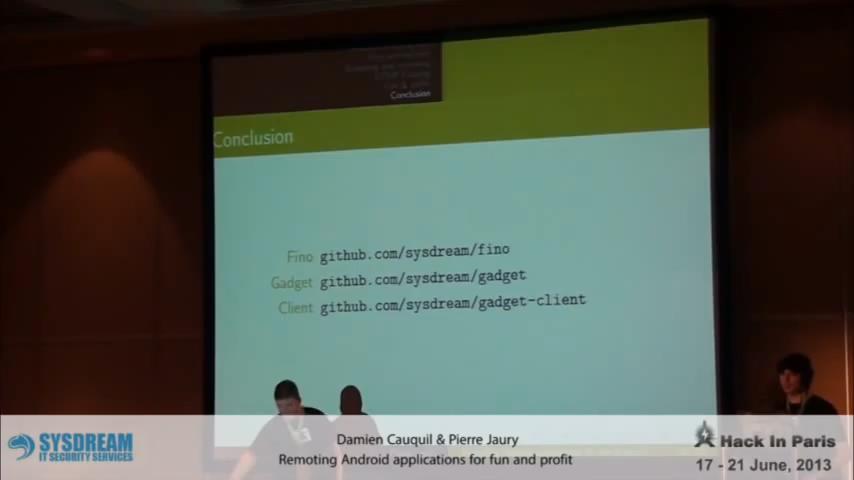 Conclusion
Conclusion
Fino github.com/sysdream/fino
Gadget github.com/sysdream/gadget
Client github.com/sysdream/gadget-client
SYSDREAM
IT SECURITY SERVICES
Damien Cauquil & Pierre Jaury
Remoting Android applications for fun and profit
Hack In Paris
17 - 21 June, 2013